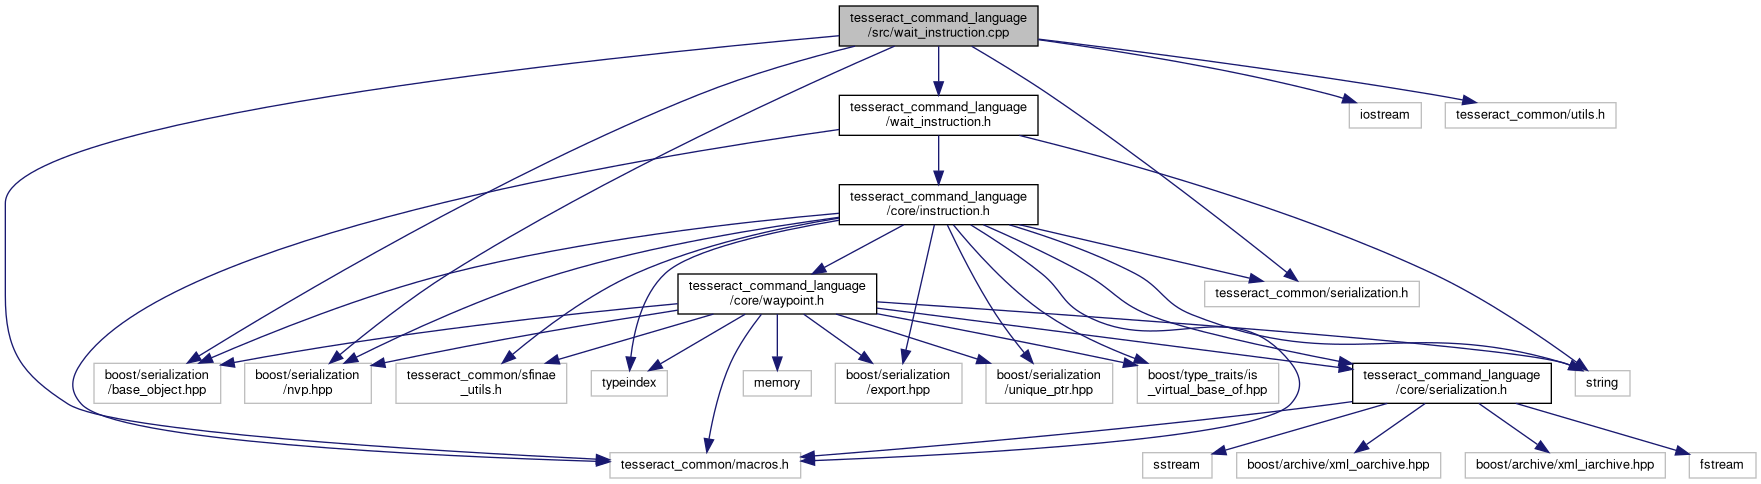 tesseract_command_language
/src/wait_instruction.cpp
tesseract_command_language
/wait_instruction.h
iostream
tesseract_common/utils.h
tesseract_command_language
/core/instruction.h
tesseract_command_language
/core/waypoint.h
tesseract_common/serialization.h
boost/serialization
/base_object.hpp
boost/serialization
/nvp.hpp
tesseract_common/sfinae
_utils.h
typeindex
memory
boost/serialization
/export.hpp
boost/serialization
/unique_ptr.hpp
boost/type_traits/is
_virtual_base_of.hpp
tesseract_command_language
/core/serialization.h
string
tesseract_common/macros.h
sstream
boost/archive/xml_oarchive.hpp
boost/archive/xml_iarchive.hpp
fstream